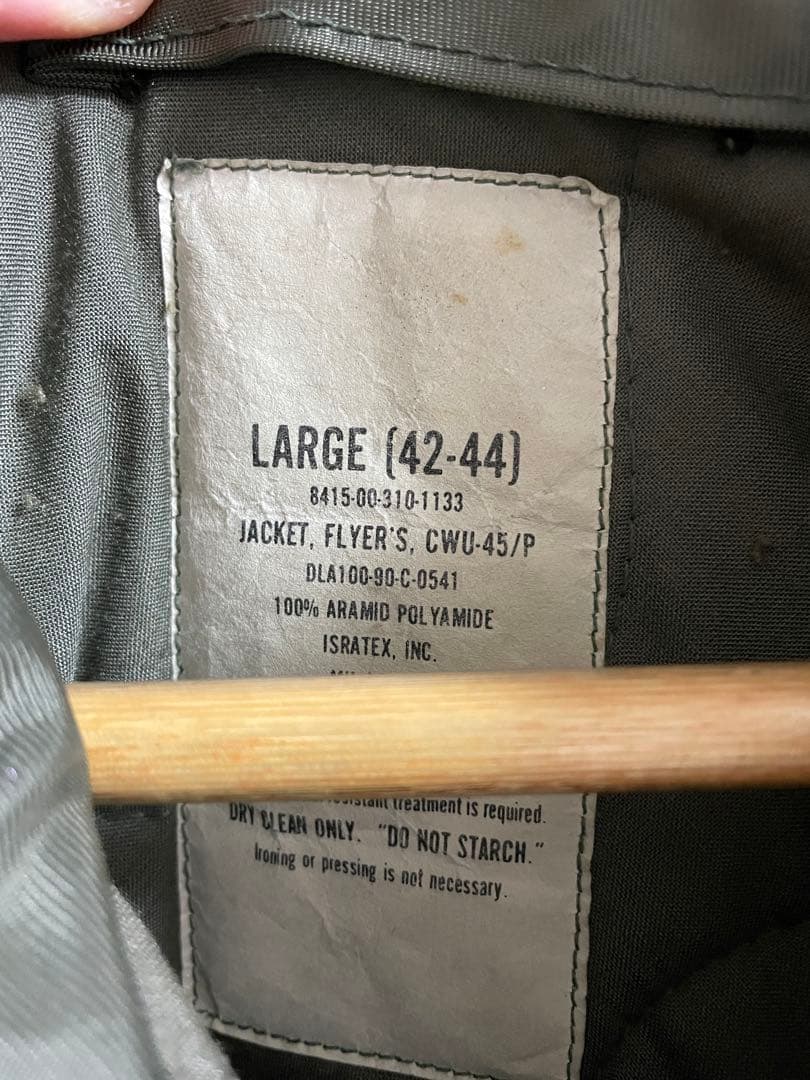 LARGE (42-44)
8415-00-310-1133
JACKET, FLYER'S, CWU-45/P
DLA100-90-C-0541
100% ARAMID POLYAMIDE
ISRATEX, INC.
treatment is required.
DRY CLEAN ONLY. "DO NOT STARCH."
Ironing or pressing is not necessary.